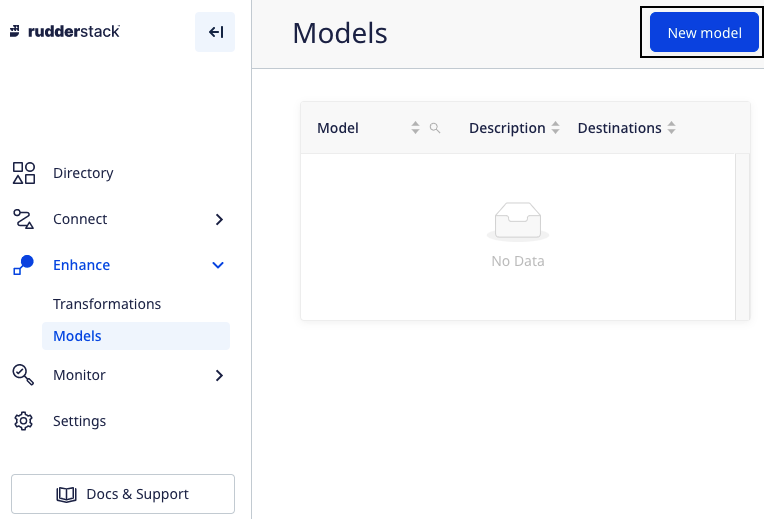 rudderstack
Models
New model
Directory
Connect
Enhance
Transformations
Models
Monitor
Settings
Docs & Support
Model Description Destinations
No Data